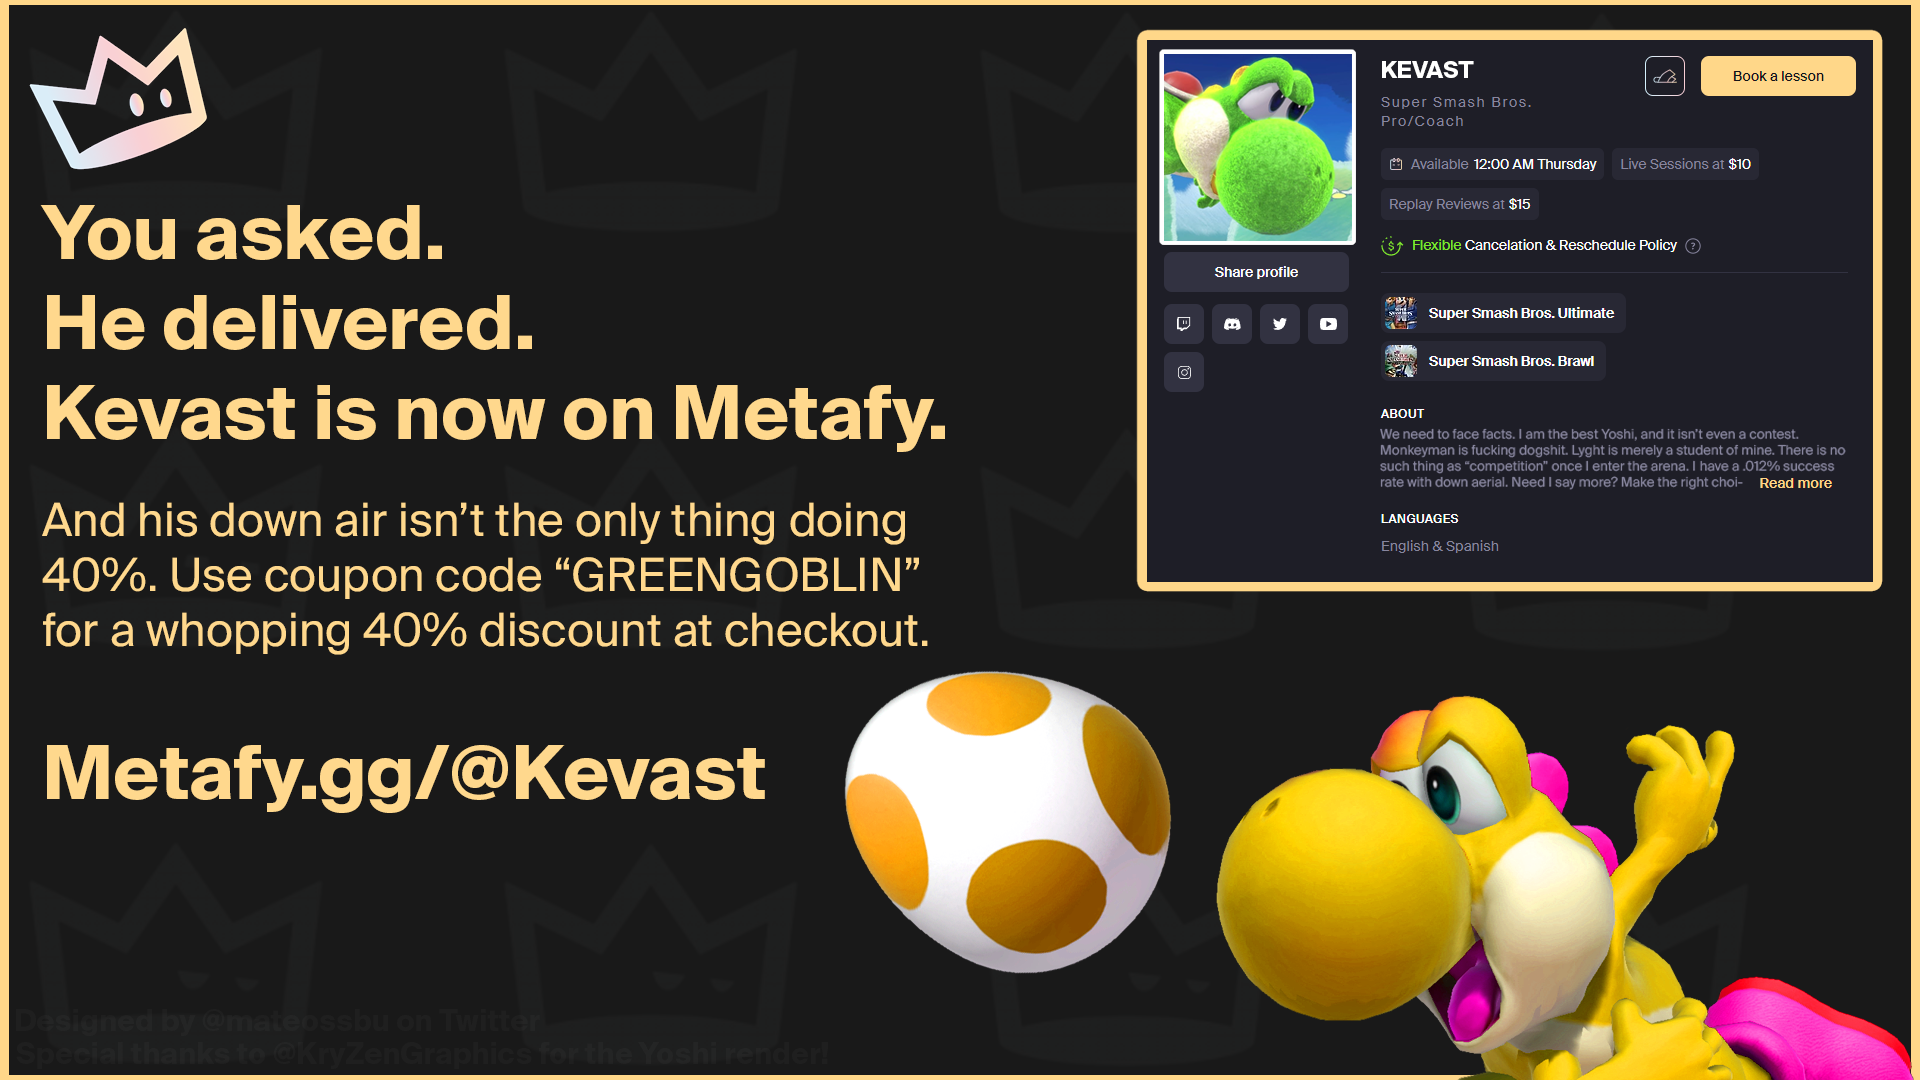 You asked.
He delivered.
Kevast is now on Metafy.
And his down air isn’t the only thing doing
40%. Use coupon code “GREENGOBLIN”
for a whopping 40% discount at checkout.
Metafy.gg/@Kevast
KEVAST
Super Smash Bros.
Pro/Coach
Book a lesson
Available 12:00 AM Thursday
Live Sessions at $10
Replay Reviews at $15
Flexible Cancelation & Reschedule Policy ?
Share profile
Super Smash Bros. Ultimate
Super Smash Bros. Brawl
ABOUT
We need to face facts. I am the best Yoshi, and it isn’t even a contest.
Monkeyman is fucking dogshit. Lyght is merely a student of mine. There is no
such thing as “competition” once I enter the arena. I have a .012% success
rate with down aerial. Need I say more? Make the right choi- Read more
LANGUAGES
English & Spanish
Designed by @mateossbu on Twitter
Special thanks to @KryZenGraphics for the Yoshi render!